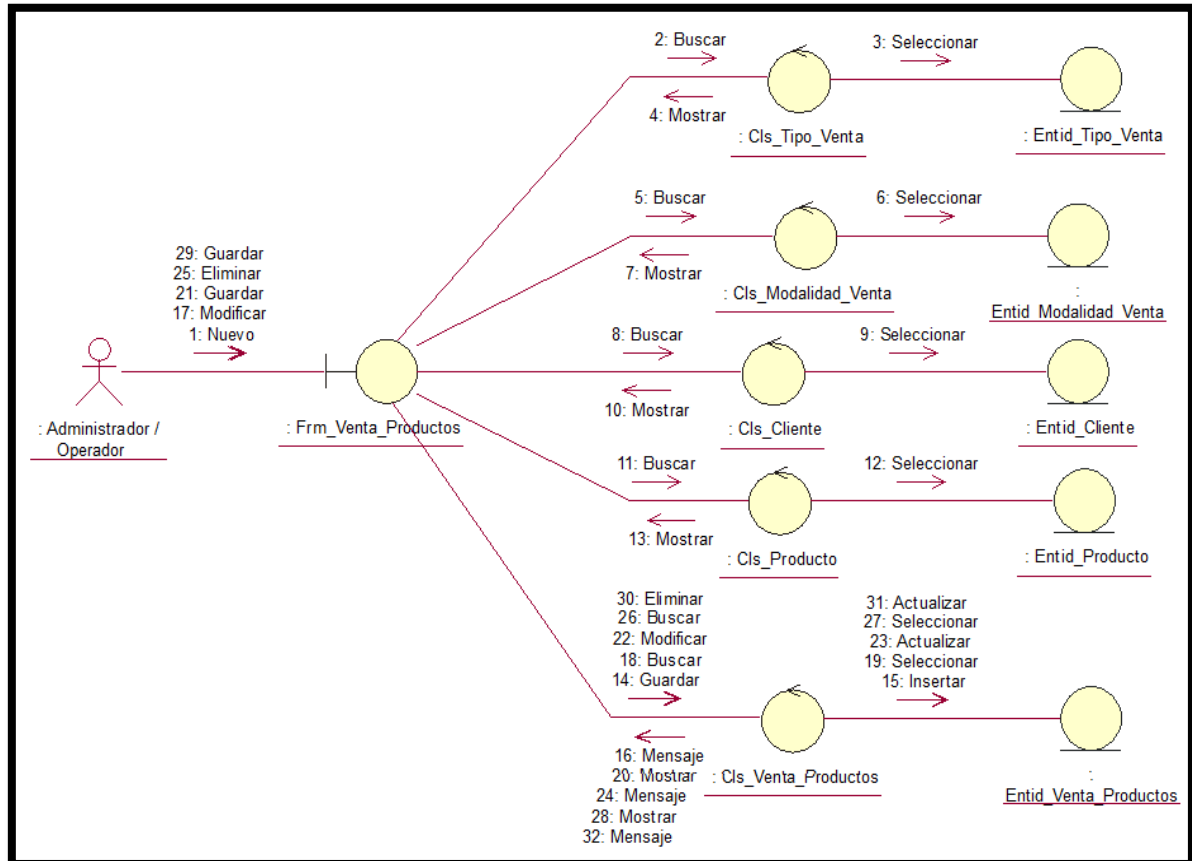 2: Buscar
3: Seleccionar
4: Mostrar
: Cls_Tipo_Venta
: Entid_Tipo_Venta
5: Buscar
6: Seleccionar
7: Mostrar
: Cls_Modalidad_Venta
:
Entid_Modalidad_Venta
29: Guardar
25: Eliminar
21: Guardar
17: Modificar
1: Nuevo
: Administrador /
Operador
: Frm_Venta_Productos
8: Buscar
9: Seleccionar
10: Mostrar
: Cls_Cliente
: Entid_Cliente
11: Buscar
12: Seleccionar
13: Mostrar
: Cls_Producto
: Entid_Producto
30: Eliminar
26: Buscar
22: Modificar
18: Buscar
14: Guardar
31: Actualizar
27: Seleccionar
23: Actualizar
19: Seleccionar
15: Insertar
16: Mensaje
20: Mostrar
24: Mensaje
28: Mostrar
32: Mensaje
: Cls_Venta_Productos
:
Entid_Venta_Productos